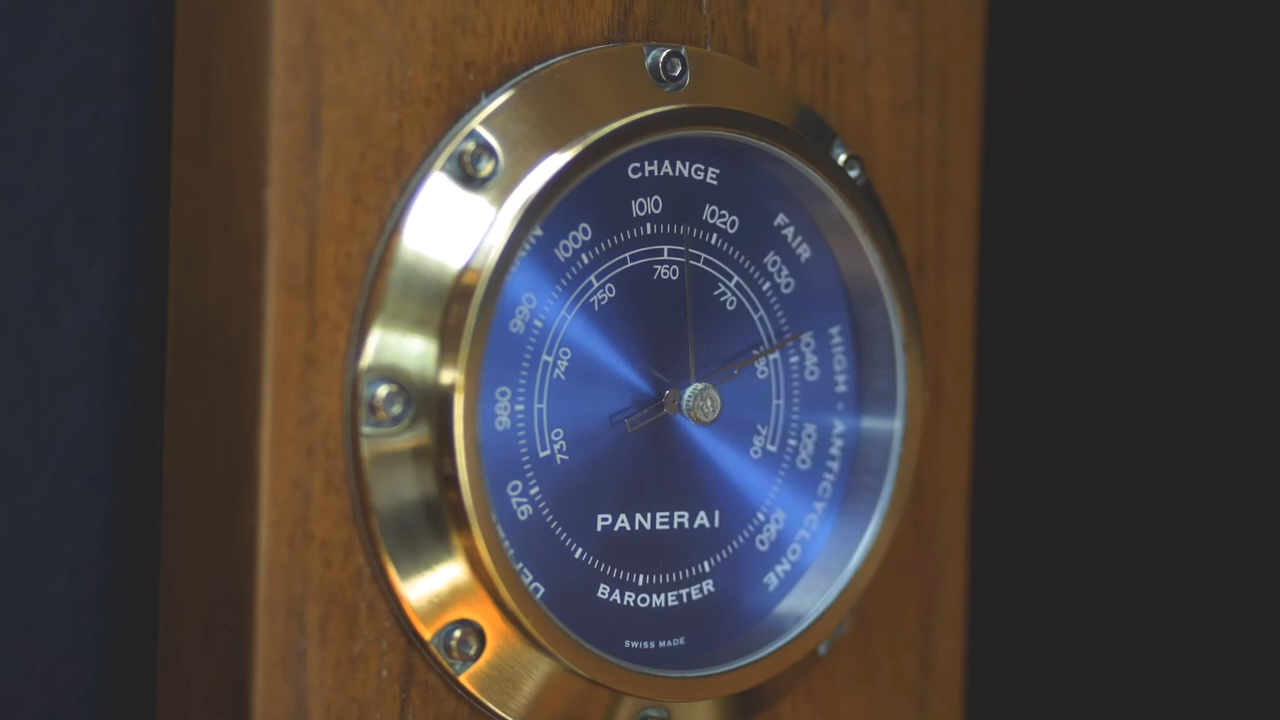 CHANGE
FAIR
HIGH - ANTICYCLONE
970
980
990
1000
1010
1020
1030
1040
1050
1060
730
740
750
760
770
780
790
PANERAI
BAROMETER
SWISS MADE